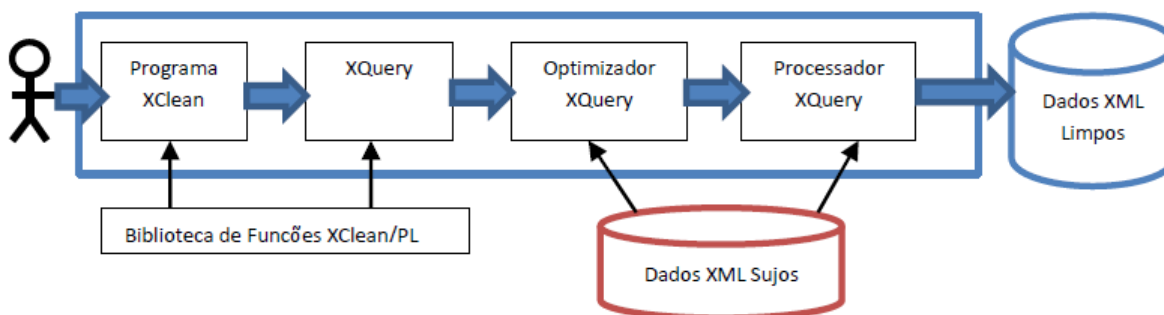 Programa
XClean
XQuery
Optimizador
XQuery
Processador
XQuery
Dados XML
Limpos
Biblioteca de Funcões XClean/PL
Dados XML Sujos